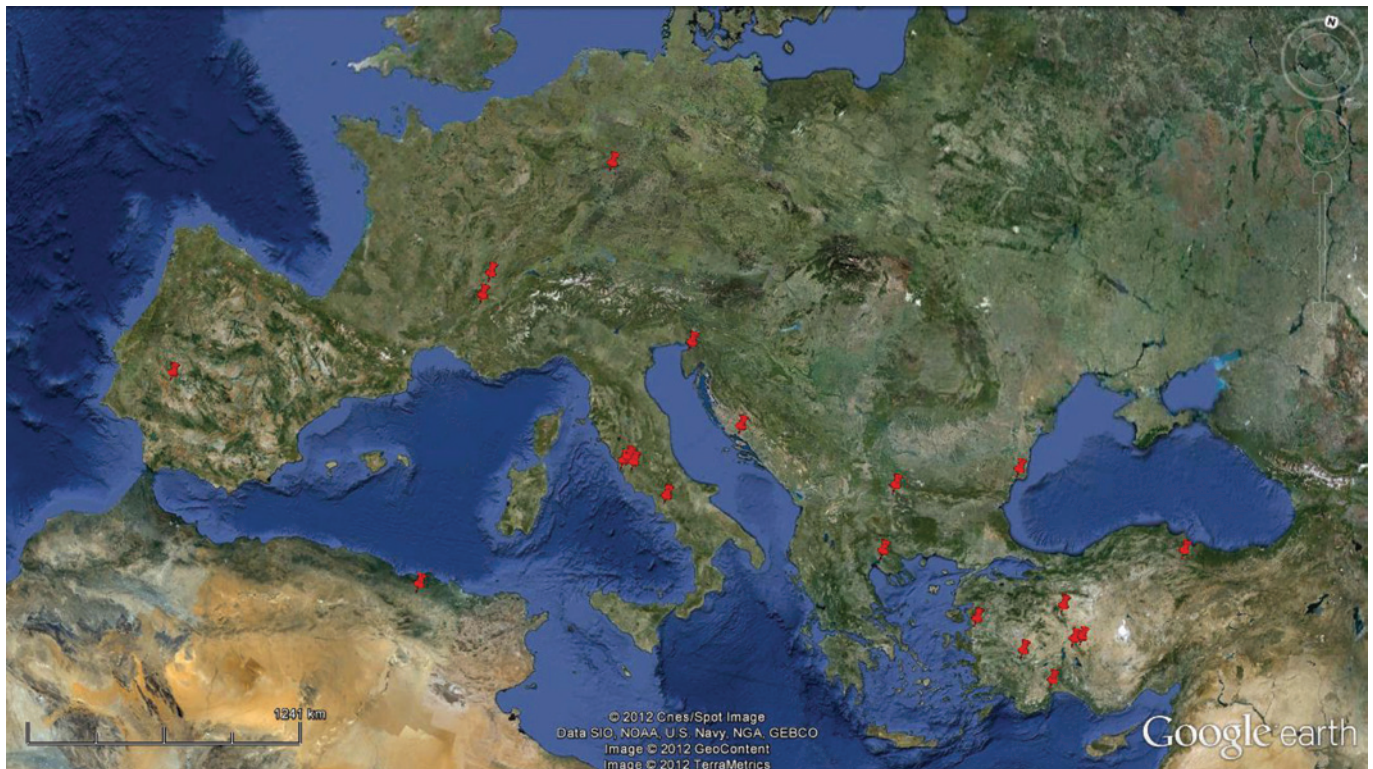 N
1241 km
© 2012 Cnes/Spot Image
Data SIO, NOAA, U.S. Navy, NGA, GEBCO
Image © 2012 GeoContent
Image © 2012 TerraMetrics
Google earth